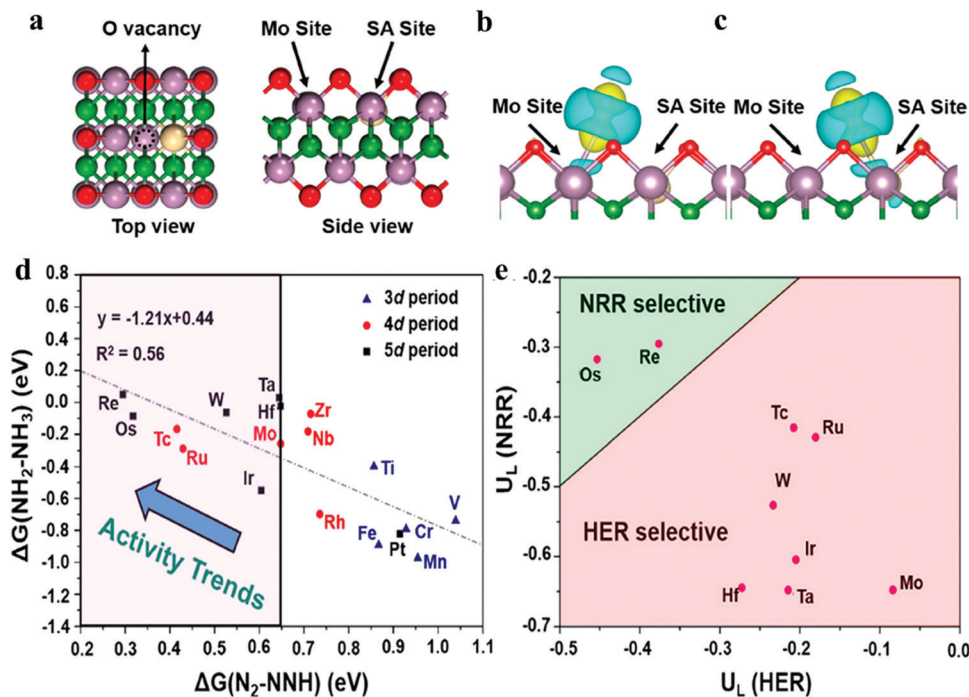 a
O vacancy
Mo Site
SA Site
Top view
Side view
b
Mo Site
SA Site
c
Mo Site
SA Site
d
0.8
0.6
0.4
0.2
0.0
-0.2
-0.4
-0.6
-0.8
-1.0
-1.2
-1.4
ΔG(NH₂-NH₃) (eV)
y = -1.21x+0.44
R² = 0.56
3d period
4d period
5d period
Re
Os
W
Ta
Hf
Mo
Zr
Nb
Tc
Ru
Ir
Ti
Rh
Fe
Cr
V
Pt
Mn
Activity Trends
0.2 0.3 0.4 0.5 0.6 0.7 0.8 0.9 1.0 1.1
ΔG(N₂-NNH) (eV)
e
-0.2
-0.3
-0.4
-0.5
-0.6
-0.7
U_L (NRR)
NRR selective
Os
Re
Tc
Ru
W
HER selective
Ir
Hf
Ta
Mo
-0.5 -0.4 -0.3 -0.2 -0.1 0.0
U_L (HER)